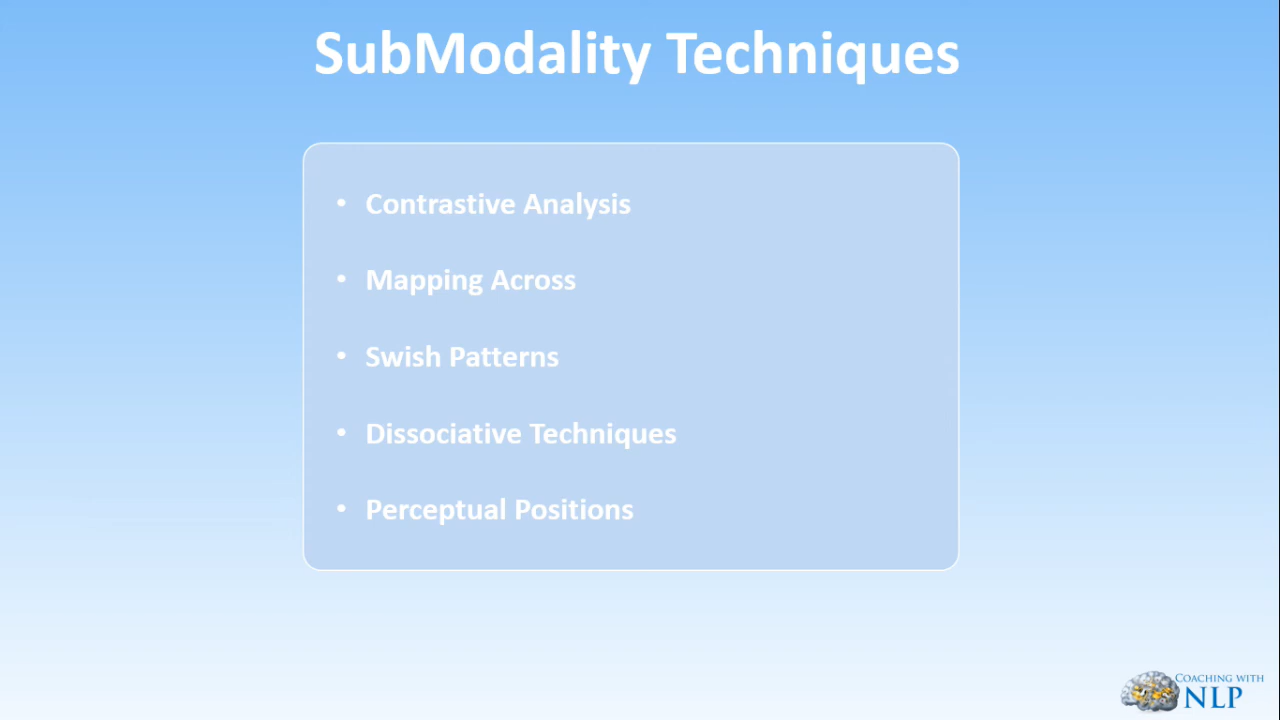 SubModality Techniques
• Contrastive Analysis
• Mapping Across
• Swish Patterns
• Dissociative Techniques
• Perceptual Positions
COACHING WITH
NLP